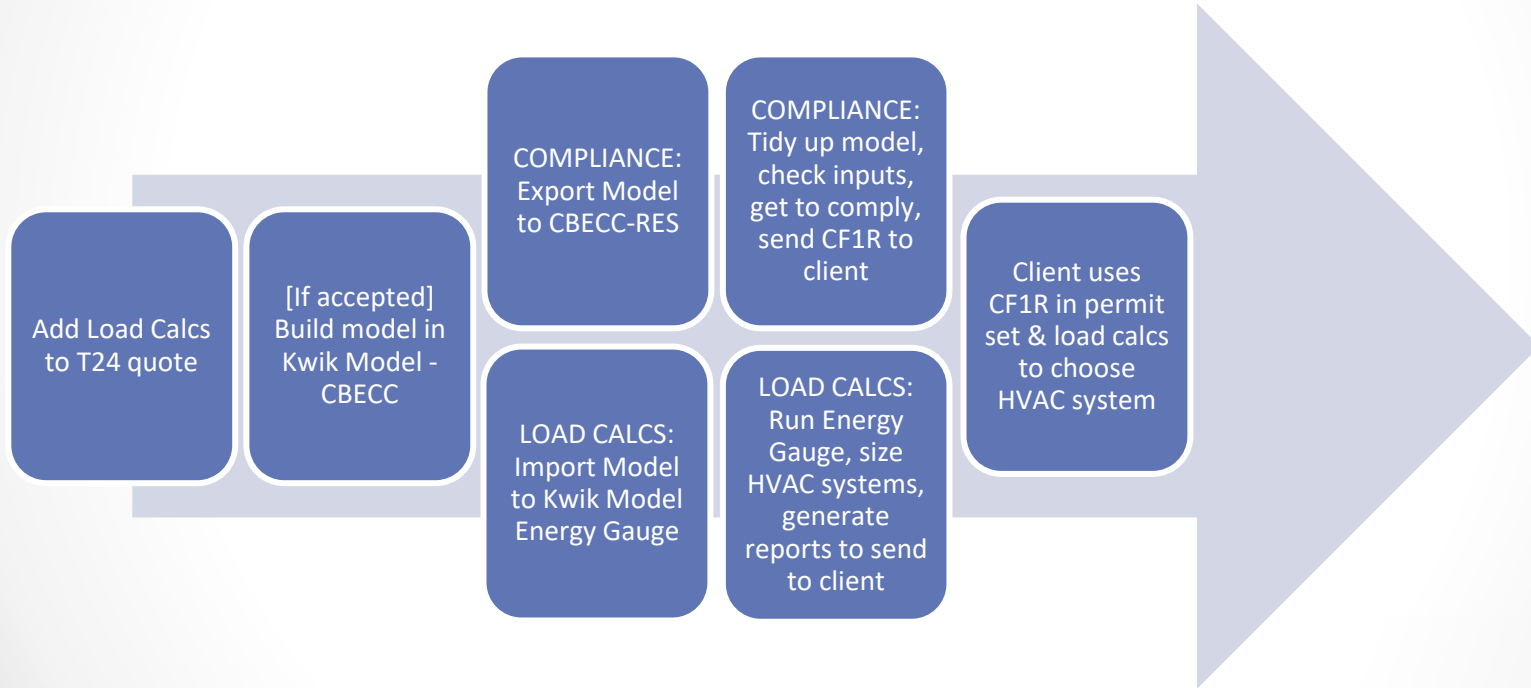 Add Load Calcs
to T24 quote
[If accepted]
Build model in
Kwik Model -
CBECC
COMPLIANCE:
Export Model
to CBECC-RES
LOAD CALCS:
Import Model
to Kwik Model
Energy Gauge
COMPLIANCE:
Tidy up model,
check inputs,
get to comply,
send CF1R to
client
LOAD CALCS:
Run Energy
Gauge, size
HVAC systems,
generate
reports to send
to client
Client uses
CF1R in permit
set & load calcs
to choose
HVAC system